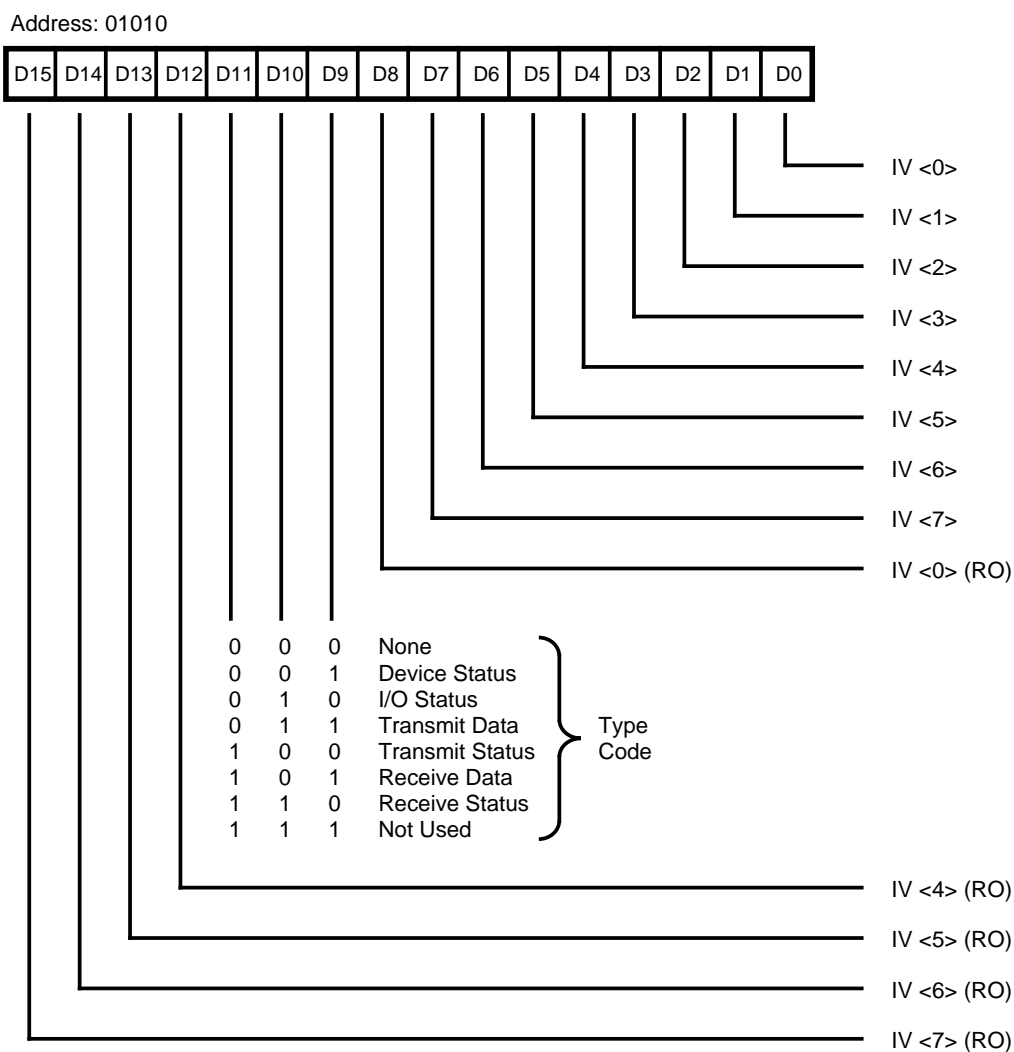 Address: 01010
D15 D14 D13 D12 D11 D10 D9 D8 D7 D6 D5 D4 D3 D2 D1 D0
IV <0>
IV <1>
IV <2>
IV <3>
IV <4>
IV <5>
IV <6>
IV <7>
IV <0> (RO)
0 0 0 None
0 0 1 Device Status
0 1 0 I/O Status
0 1 1 Transmit Data
1 0 0 Transmit Status
1 0 1 Receive Data
1 1 0 Receive Status
1 1 1 Not Used
Type
Code
IV <4> (RO)
IV <5> (RO)
IV <6> (RO)
IV <7> (RO)